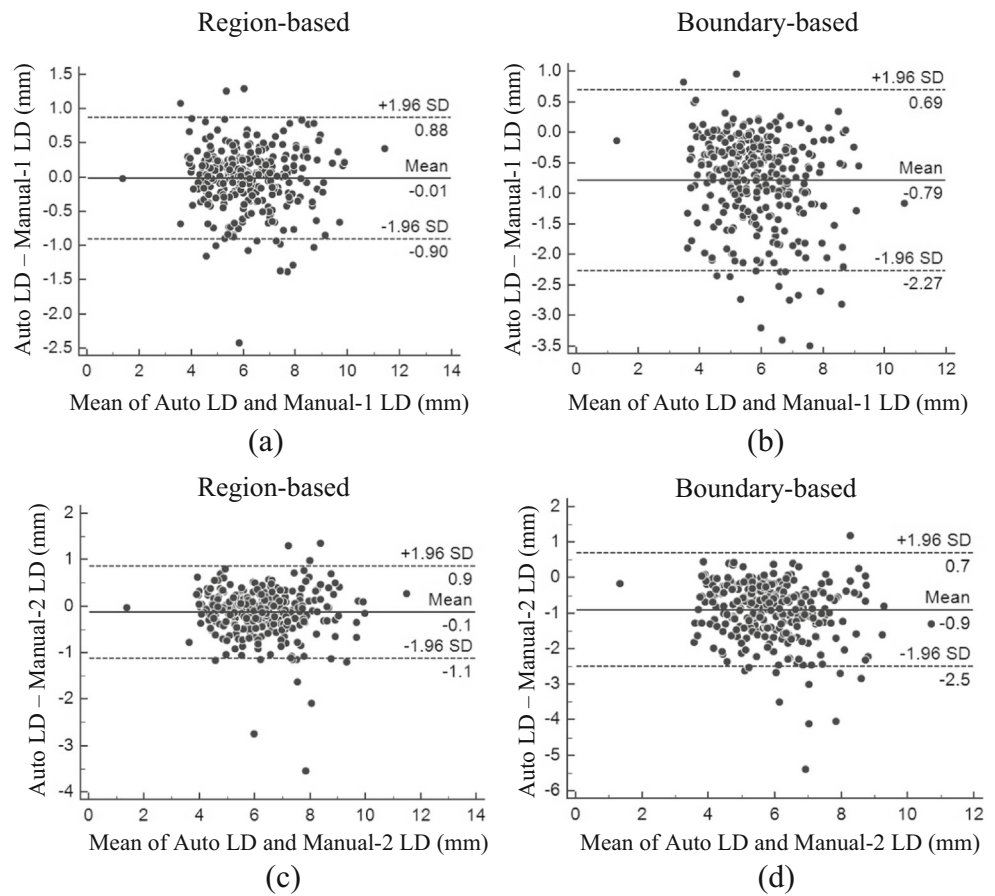 Region-based
Auto LD – Manual-1 LD (mm)
1.5
1.0
0.5
0.0
-0.5
-1.0
-1.5
-2.0
-2.5
+1.96 SD
0.88
Mean
-0.01
-1.96 SD
-0.90
0 2 4 6 8 10 12 14
Mean of Auto LD and Manual-1 LD (mm)
(a)
Boundary-based
Auto LD – Manual-1 LD (mm)
1.0
0.5
0.0
-0.5
-1.0
-1.5
-2.0
-2.5
-3.0
-3.5
+1.96 SD
0.69
Mean
-0.79
-1.96 SD
-2.27
0 2 4 6 8 10 12
Mean of Auto LD and Manual-1 LD (mm)
(b)
Region-based
Auto LD – Manual-2 LD (mm)
2
1
0
-1
-2
-3
-4
+1.96 SD
0.9
Mean
-0.1
-1.96 SD
-1.1
0 2 4 6 8 10 12 14
Mean of Auto LD and Manual-2 LD (mm)
(c)
Boundary-based
Auto LD – Manual-2 LD (mm)
2
1
0
-1
-2
-3
-4
-5
-6
+1.96 SD
0.7
Mean
-0.9
-1.96 SD
-2.5
0 2 4 6 8 10 12
Mean of Auto LD and Manual-2 LD (mm)
(d)